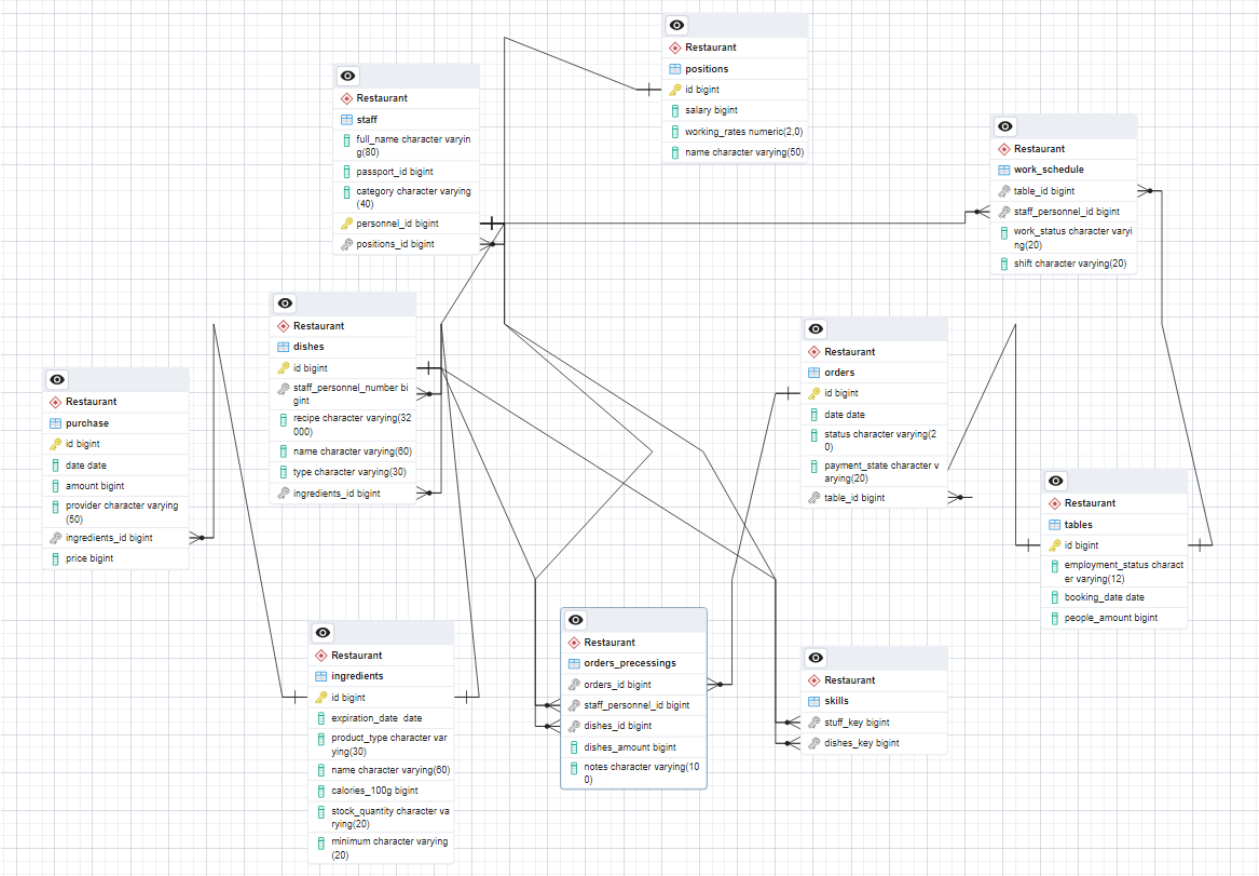 Restaurant
positions
id bigint
salary bigint
working_rates numeric(2,0)
name character varying(50)
Restaurant
staff
full_name character varyin
g(80)
passport_id bigint
category character varying
(40)
personnel_id bigint
positions_id bigint
Restaurant
work_schedule
table_id bigint
staff_personnel_id bigint
work_status character varyi
ng(20)
shift character varying(20)
Restaurant
dishes
id bigint
staff_personnel_number bi
gint
recipe character varying(32
000)
name character varying(60)
type character varying(30)
ingredients_id bigint
Restaurant
orders
id bigint
date date
status character varying(2
0)
payment_state character v
arying(20)
table_id bigint
Restaurant
purchase
id bigint
date date
amount bigint
provider character varying
(50)
ingredients_id bigint
price bigint
Restaurant
tables
id bigint
employment_status charact
er varying(12)
booking_date date
people_amount bigint
Restaurant
ingredients
id bigint
expiration_date date
product_type character var
ying(30)
name character varying(60)
calories_100g bigint
stock_quantity character va
rying(20)
minimum character varying
(20)
Restaurant
orders_precessings
orders_id bigint
staff_personnel_id bigint
dishes_id bigint
dishes_amount bigint
notes character varying(10
0)
Restaurant
skills
stuff_key bigint
dishes_key bigint